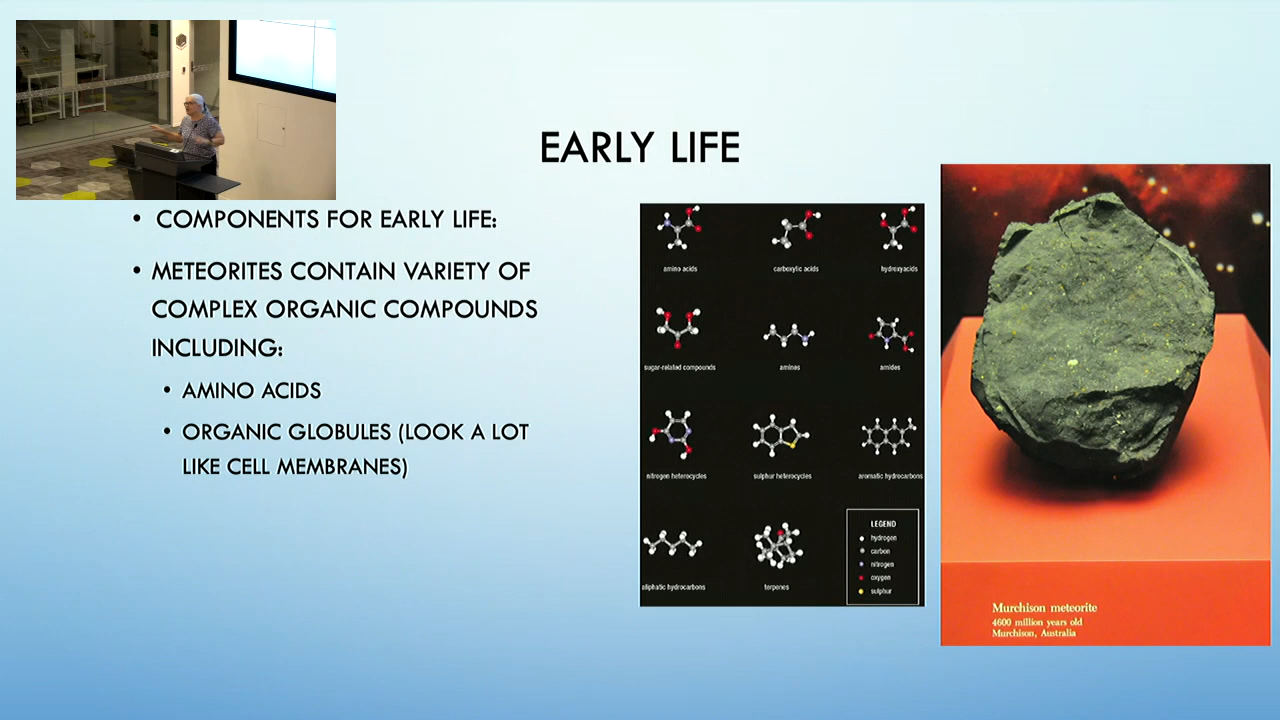 EARLY LIFE
• COMPONENTS FOR EARLY LIFE:
• METEORITES CONTAIN VARIETY OF
COMPLEX ORGANIC COMPOUNDS
INCLUDING:
• AMINO ACIDS
• ORGANIC GLOBULES (LOOK A LOT
LIKE CELL MEMBRANES)
amino acids
carboxylic acids
hydroxyacids
sugar-related compounds
amines
amides
nitrogen heterocycles
sulphur heterocycles
aromatic hydrocarbons
aliphatic hydrocarbons
terpenes
LEGEND
hydrogen
carbon
nitrogen
oxygen
sulphur
Murchison meteorite
4600 million years old
Murchison, Australia